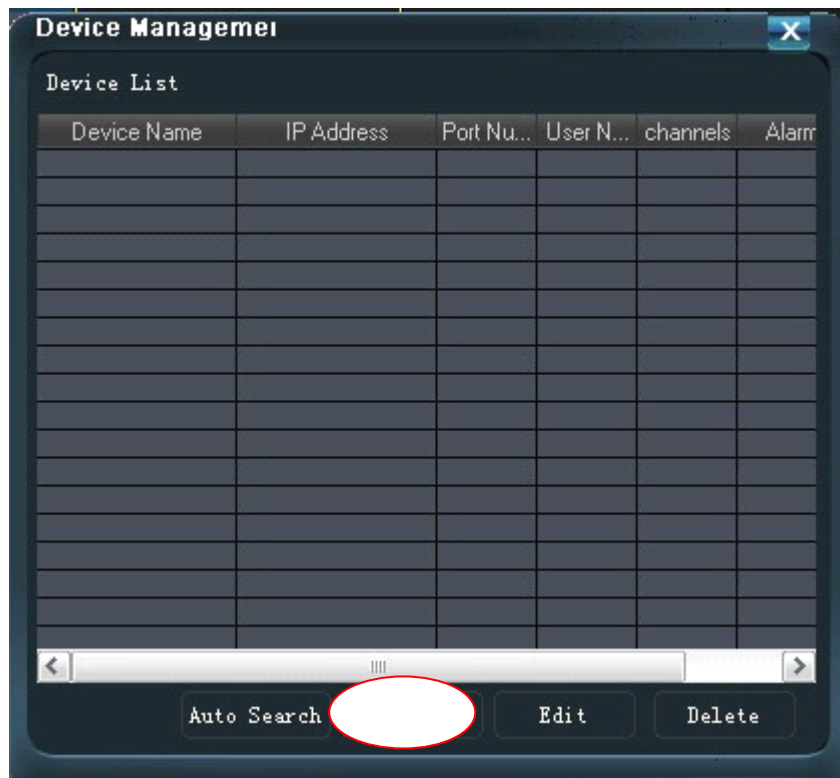 Device Managemei
Device List
Device Name IP Address Port Nu... User N... channels Alarm
Auto Search Edit Delete